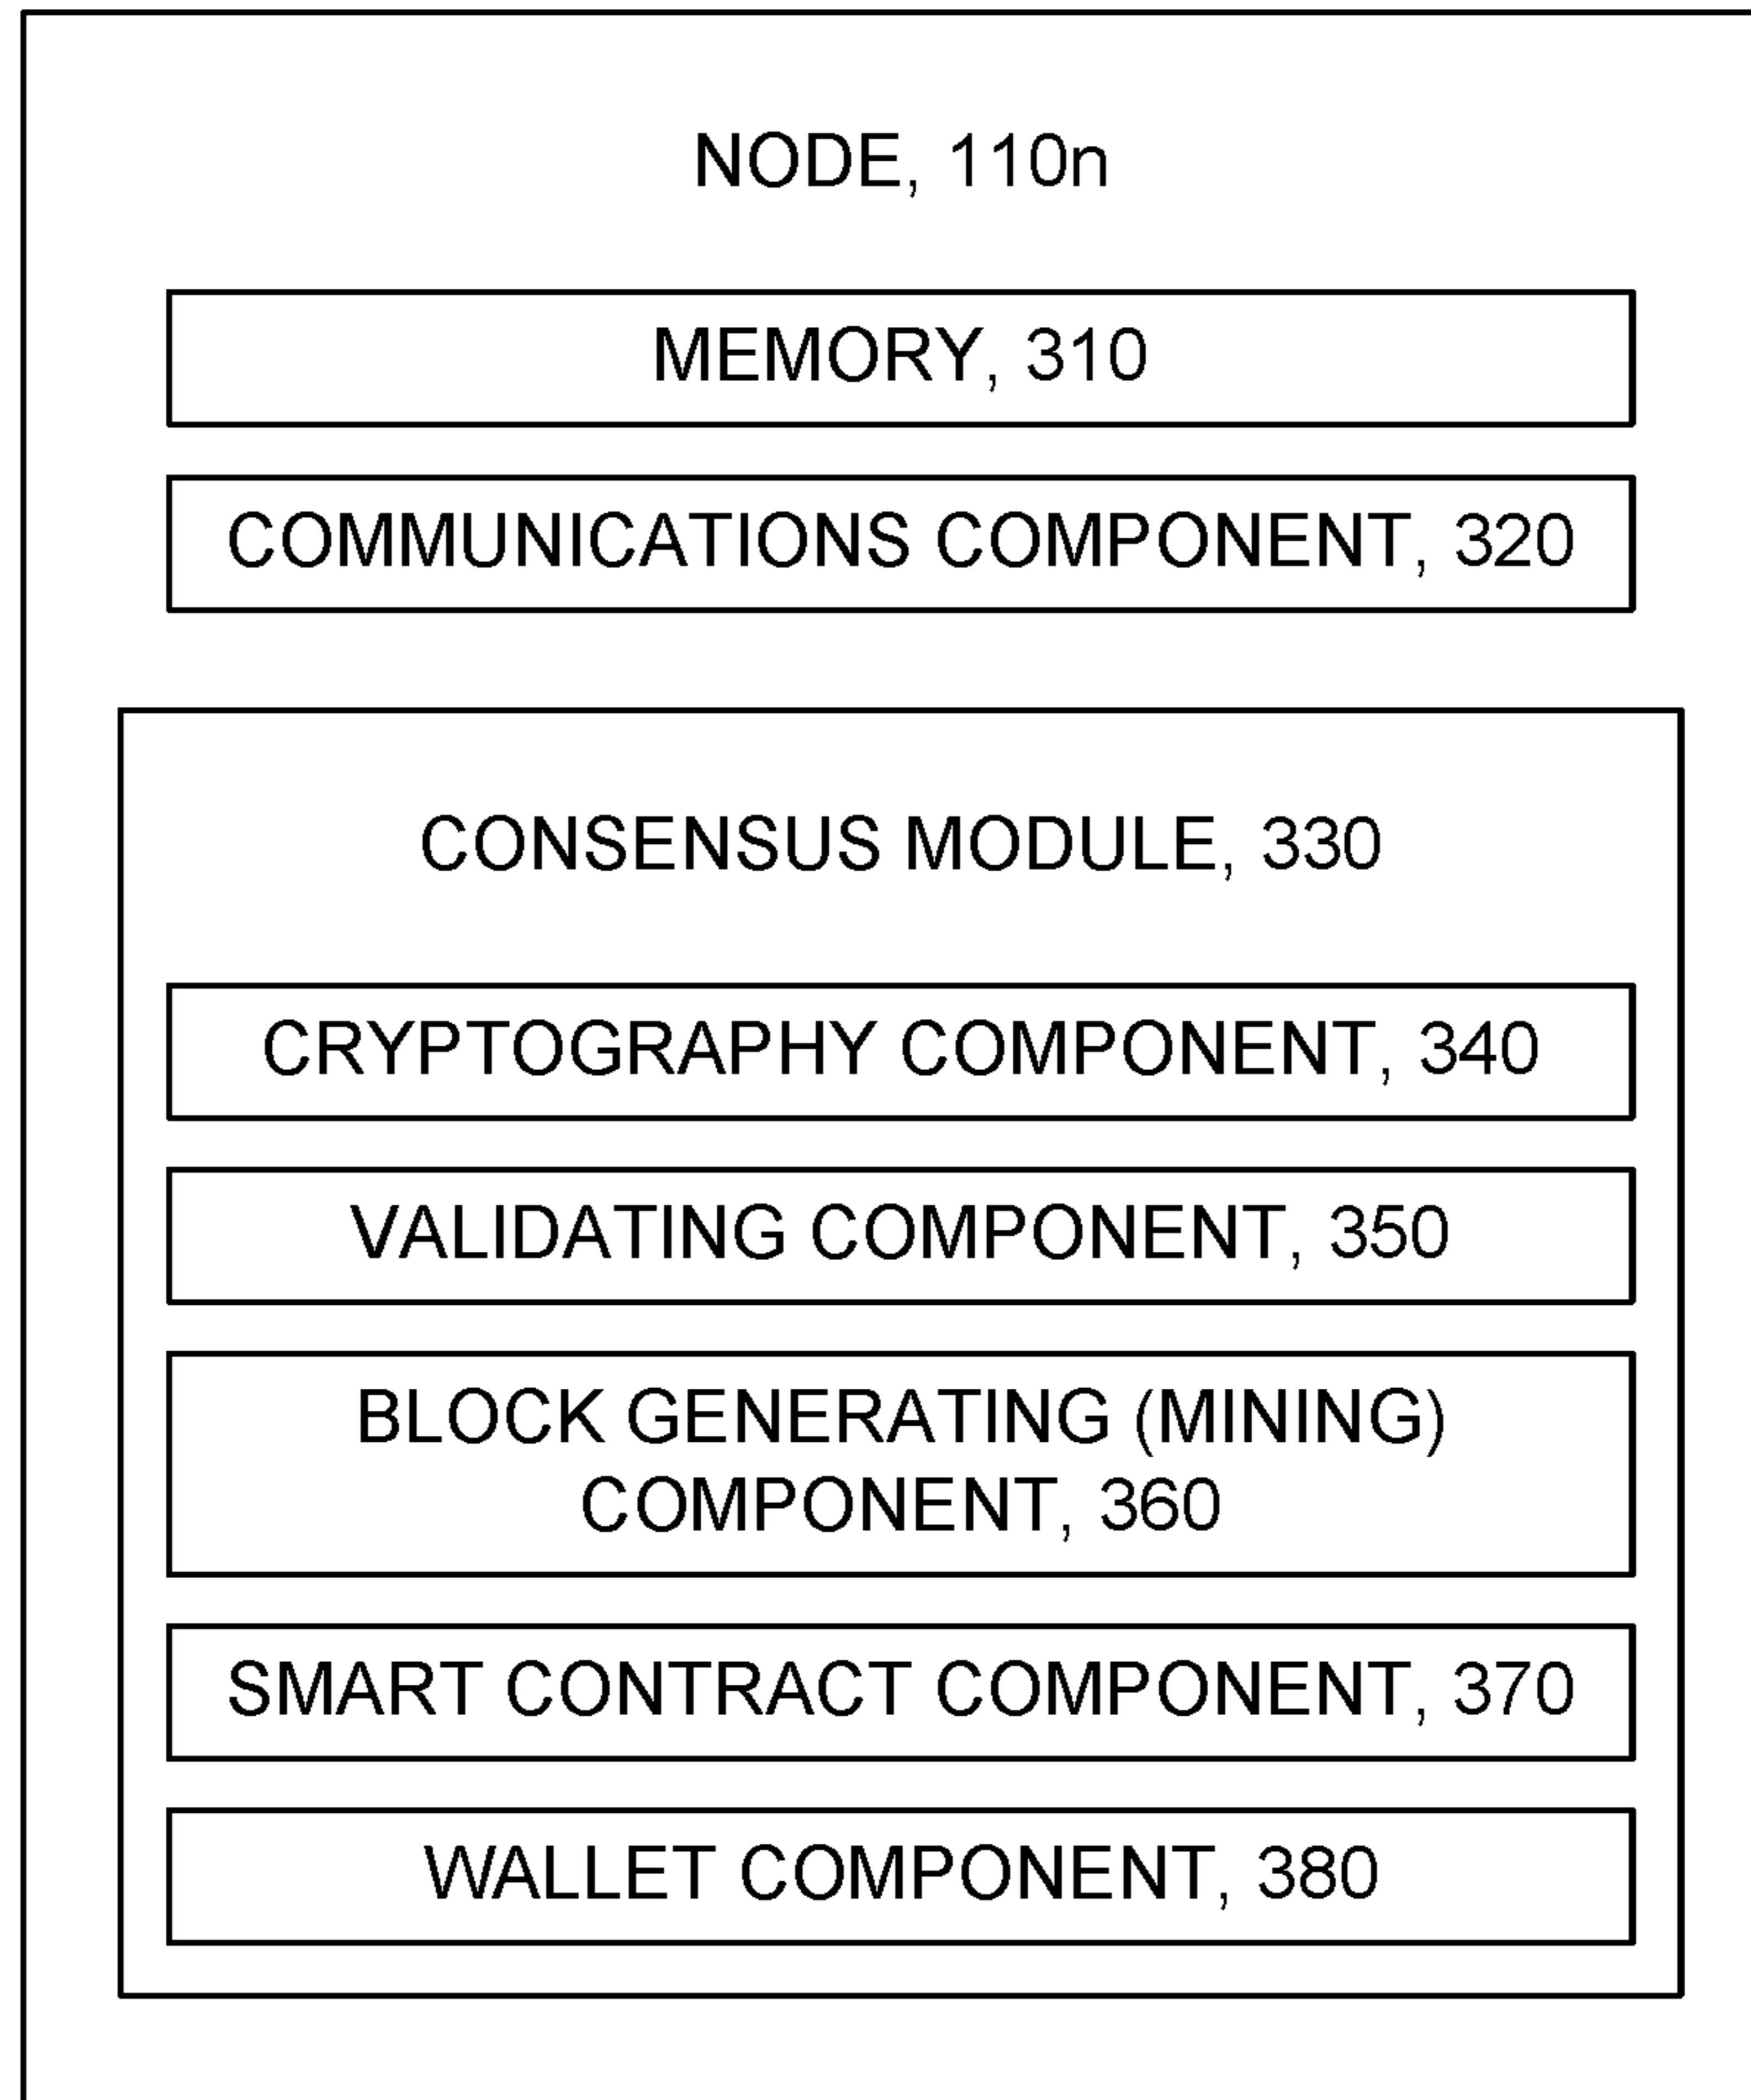 NODE, 110n
MEMORY, 310
COMMUNICATIONS COMPONENT, 320
CONSENSUS MODULE, 330
CRYPTOGRAPHY COMPONENT, 340
VALIDATING COMPONENT, 350
BLOCK GENERATING (MINING)
COMPONENT, 360
SMART CONTRACT COMPONENT, 370
WALLET COMPONENT, 380